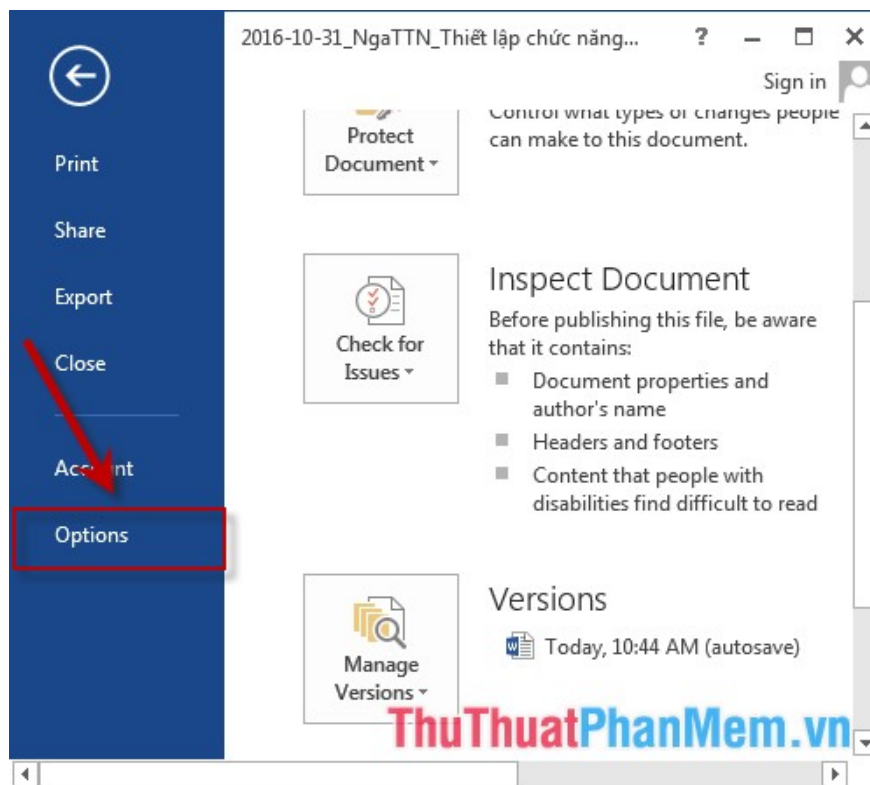 2016-10-31_NgaTTN_Thiết lập chức năng...
?
Sign in
Print
Share
Export
Close
Account
Options
Protect
Document
Control what types of changes people
can make to this document.
Check for
Issues
Inspect Document
Before publishing this file, be aware
that it contains:
Document properties and
author's name
Headers and footers
Content that people with
disabilities find difficult to read
Manage
Versions
Versions
Today, 10:44 AM (autosave)
ThuThuatPhanMem.vn